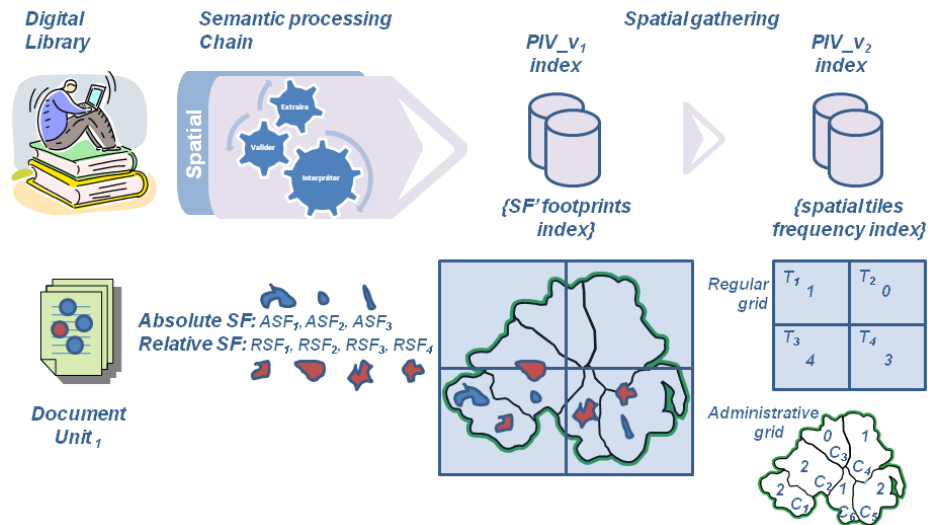 Digital
Library
Semantic processing
Chain
Spatial gathering
PIV_v1
index
PIV_v2
index
Spatial
Extraire
Valider
Interpréter
{SF' footprints
index}
{spatial tiles
frequency index}
Absolute SF: ASF1, ASF2, ASF3
Relative SF: RSF1, RSF2, RSF3, RSF4
Document
Unit1
Regular
grid
T1 1
T2 0
T3 4
T4 3
Administrative
grid
0 C3
1 C4
2 C2
2 C1
1 C6
2 C5